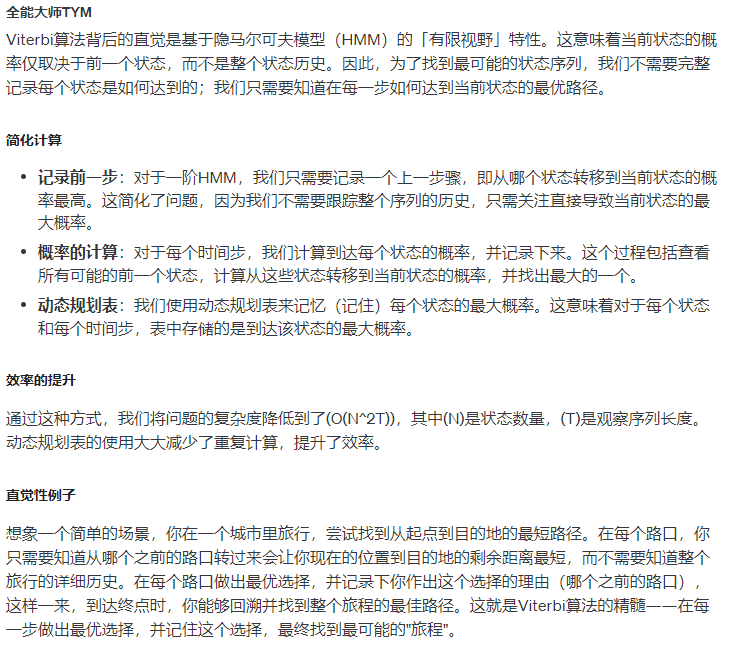 全能大师TYM
Viterbi算法背后的直觉是基于隐马尔可夫模型（HMM）的「有限视野」特性。这意味着当前状态的概
率仅取决于前一个状态，而不是整个状态历史。因此，为了找到最可能的状态序列，我们不需要完整
记录每个状态是如何达到的；我们只需要知道在每一步如何达到当前状态的最优路径。
简化计算
• 记录前一步：对于一阶HMM，我们只需要记录一个上一步骤，即从哪个状态转移到当前状态的概
率最高。这简化了问题，因为我们不需要跟踪整个序列的历史，只需关注直接导致当前状态的最
大概率。
• 概率的计算：对于每个时间步，我们计算到达每个状态的概率，并记录下来。这个过程包括查看
所有可能的前一个状态，计算从这些状态转移到当前状态的概率，并找出最大的一个。
• 动态规划表：我们使用动态规划表来记忆（记住）每个状态的最大概率。这意味着对于每个状态
和每个时间步，表中存储的是到达该状态的最大概率。
效率的提升
通过这种方式，我们将问题的复杂度降低到了(O(N^2T))，其中(N)是状态数量，(T)是观察序列长度。
动态规划表的使用大大减少了重复计算，提升了效率。
直觉性例子
想象一个简单的场景，你在一个城市里旅行，尝试找到从起点到目的地的最短路径。在每个路口，你
只需要知道从哪个之前的路口转过来会让你现在的位置到目的地的剩余距离最短，而不需要知道整个
旅行的详细历史。在每个路口做出最优选择，并记录下你作出这个选择的理由（哪个之前的路口），
这样一来，到达终点时，你能够回溯并找到整个旅程的最佳路径。这就是Viterbi算法的精髓——在每
一步做出最优选择，并记住这个选择，最终找到最可能的"旅程"。